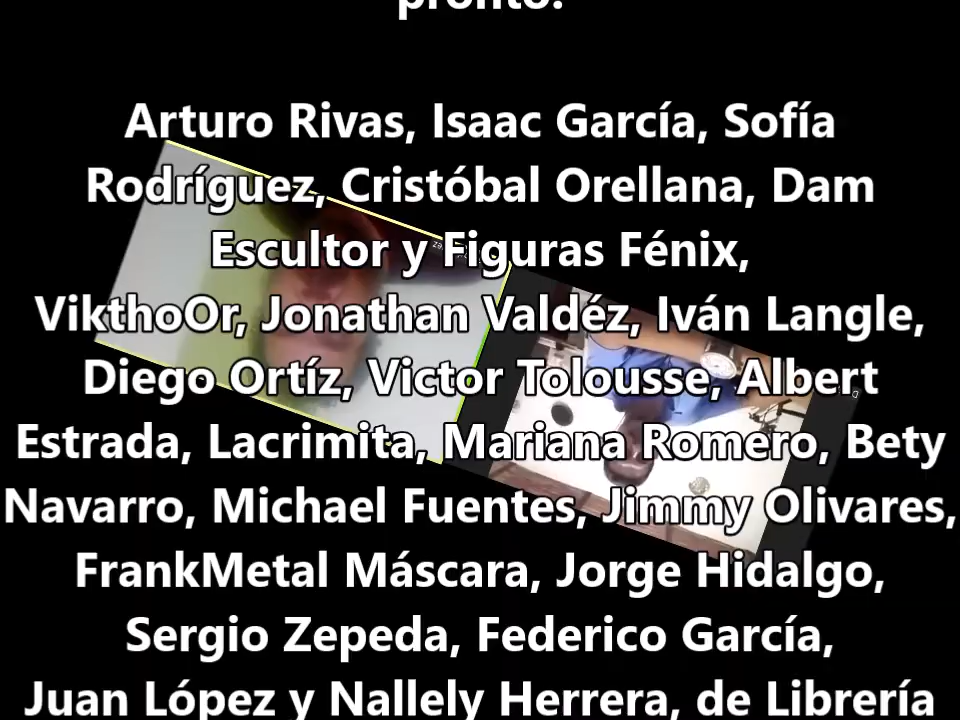 pronto.
Arturo Rivas, Isaac García, Sofía
Rodríguez, Cristóbal Orellana, Dam
Escultor y Figuras Fénix,
VikthoOr, Jonathan Valdéz, Iván Langle,
Diego Ortíz, Victor Tolousse, Albert
Estrada, Lacrimita, Mariana Romero, Bety
Navarro, Michael Fuentes, Jimmy Olivares,
FrankMetal Máscara, Jorge Hidalgo,
Sergio Zepeda, Federico García,
Juan López y Nallely Herrera, de Librería